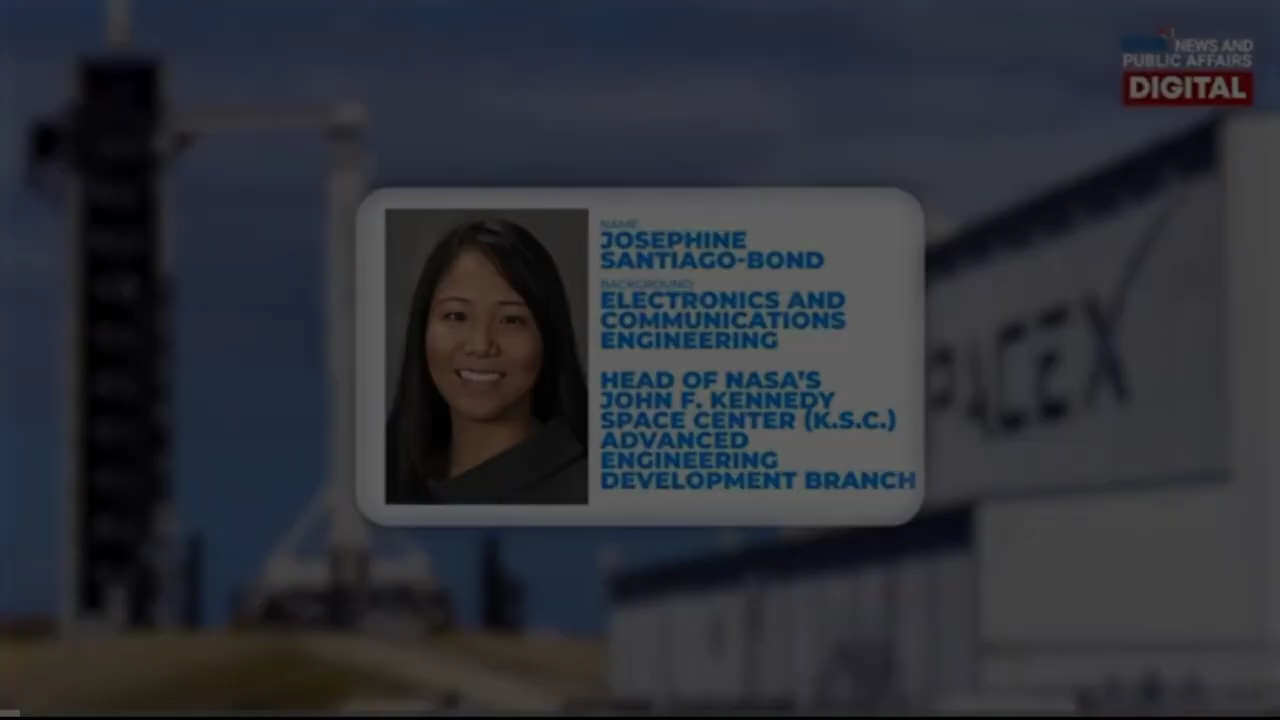 NEWS AND
PUBLIC AFFAIRS
DIGITAL
NAME:
JOSEPHINE
SANTIAGO-BOND
BACKGROUND:
ELECTRONICS AND
COMMUNICATIONS
ENGINEERING
HEAD OF NASA'S
JOHN F. KENNEDY
SPACE CENTER (K.S.C.)
ADVANCED
ENGINEERING
DEVELOPMENT BRANCH
SPACEX